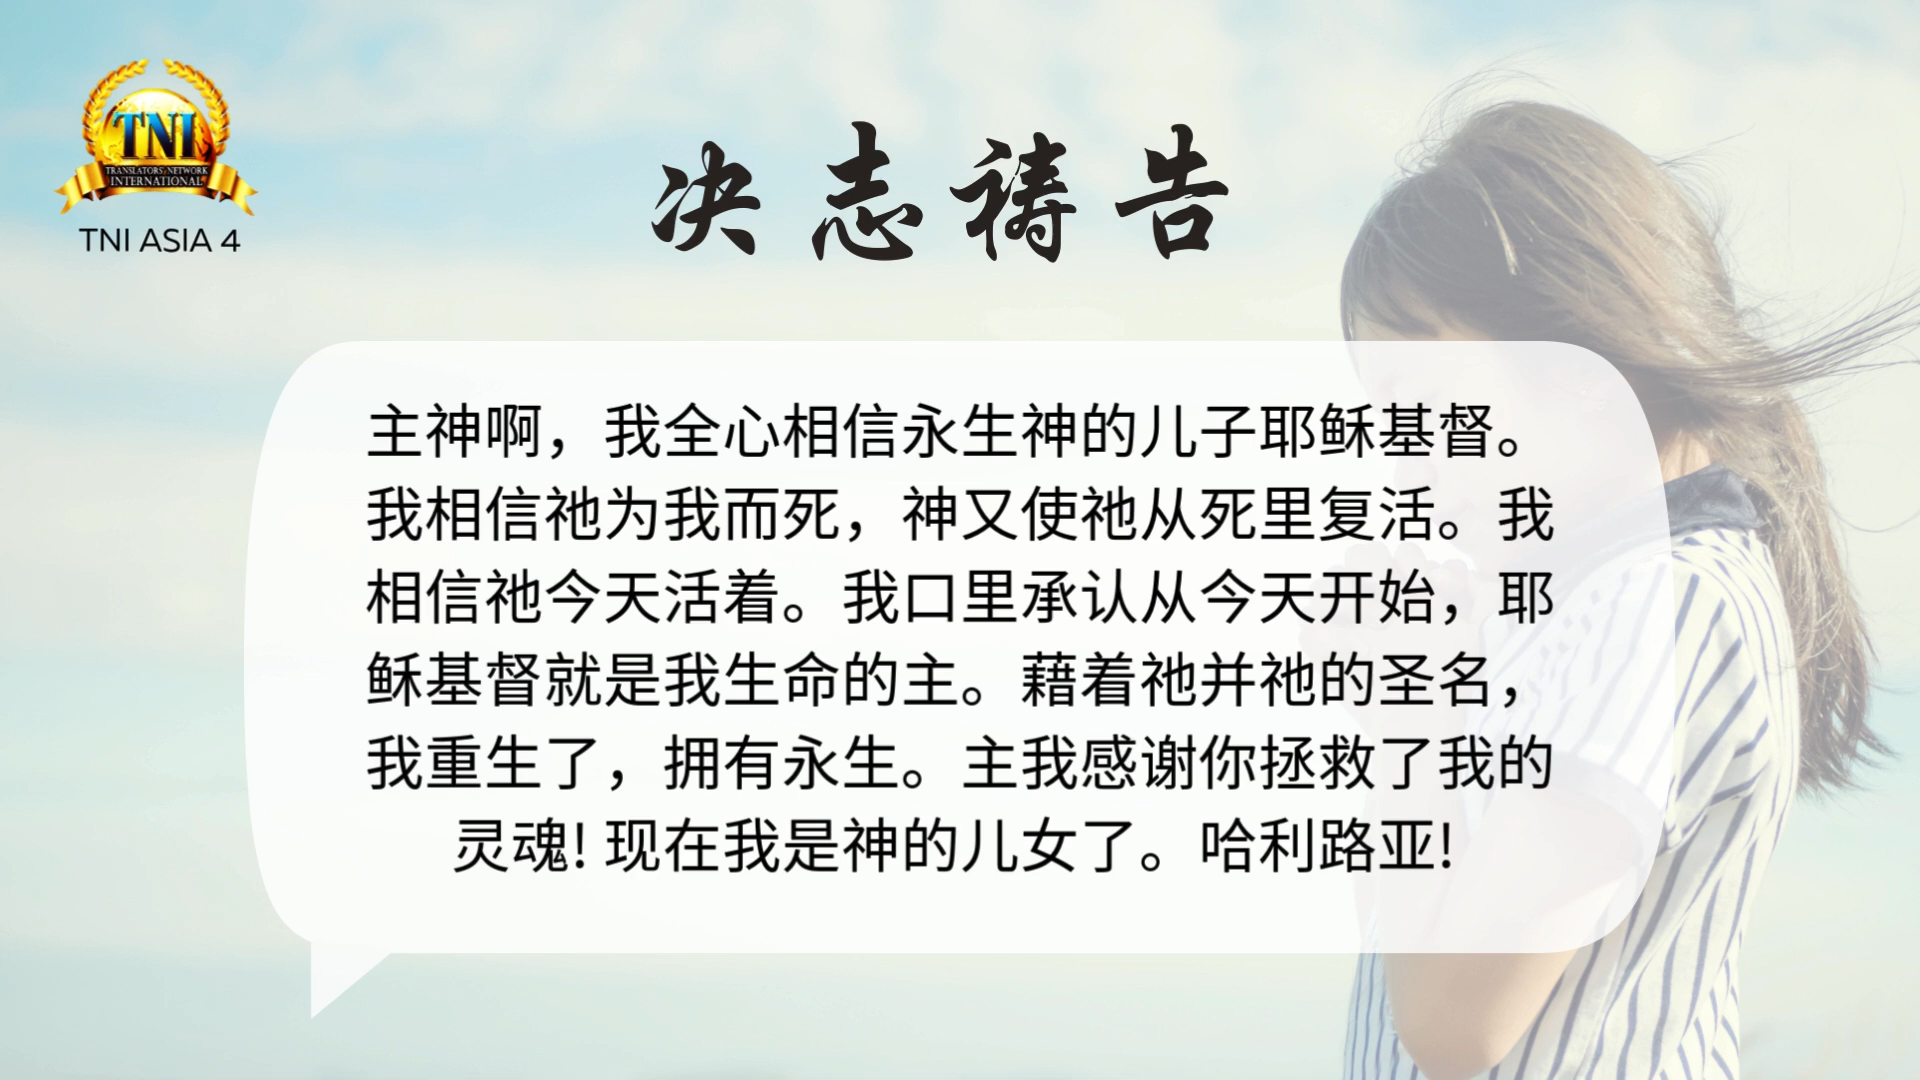 TNI
TRANSLATORS NETWORK
INTERNATIONAL
TNI ASIA 4
决志祷告
主神啊，我全心相信永生神的儿子耶稣基督。
我相信祂为我而死，神又使祂从死里复活。我
相信祂今天活着。我口里承认从今天开始，耶
稣基督就是我生命的主。藉着祂并祂的圣名，
我重生了，拥有永生。主我感谢你拯救了我的
灵魂! 现在我是神的儿女了。哈利路亚!